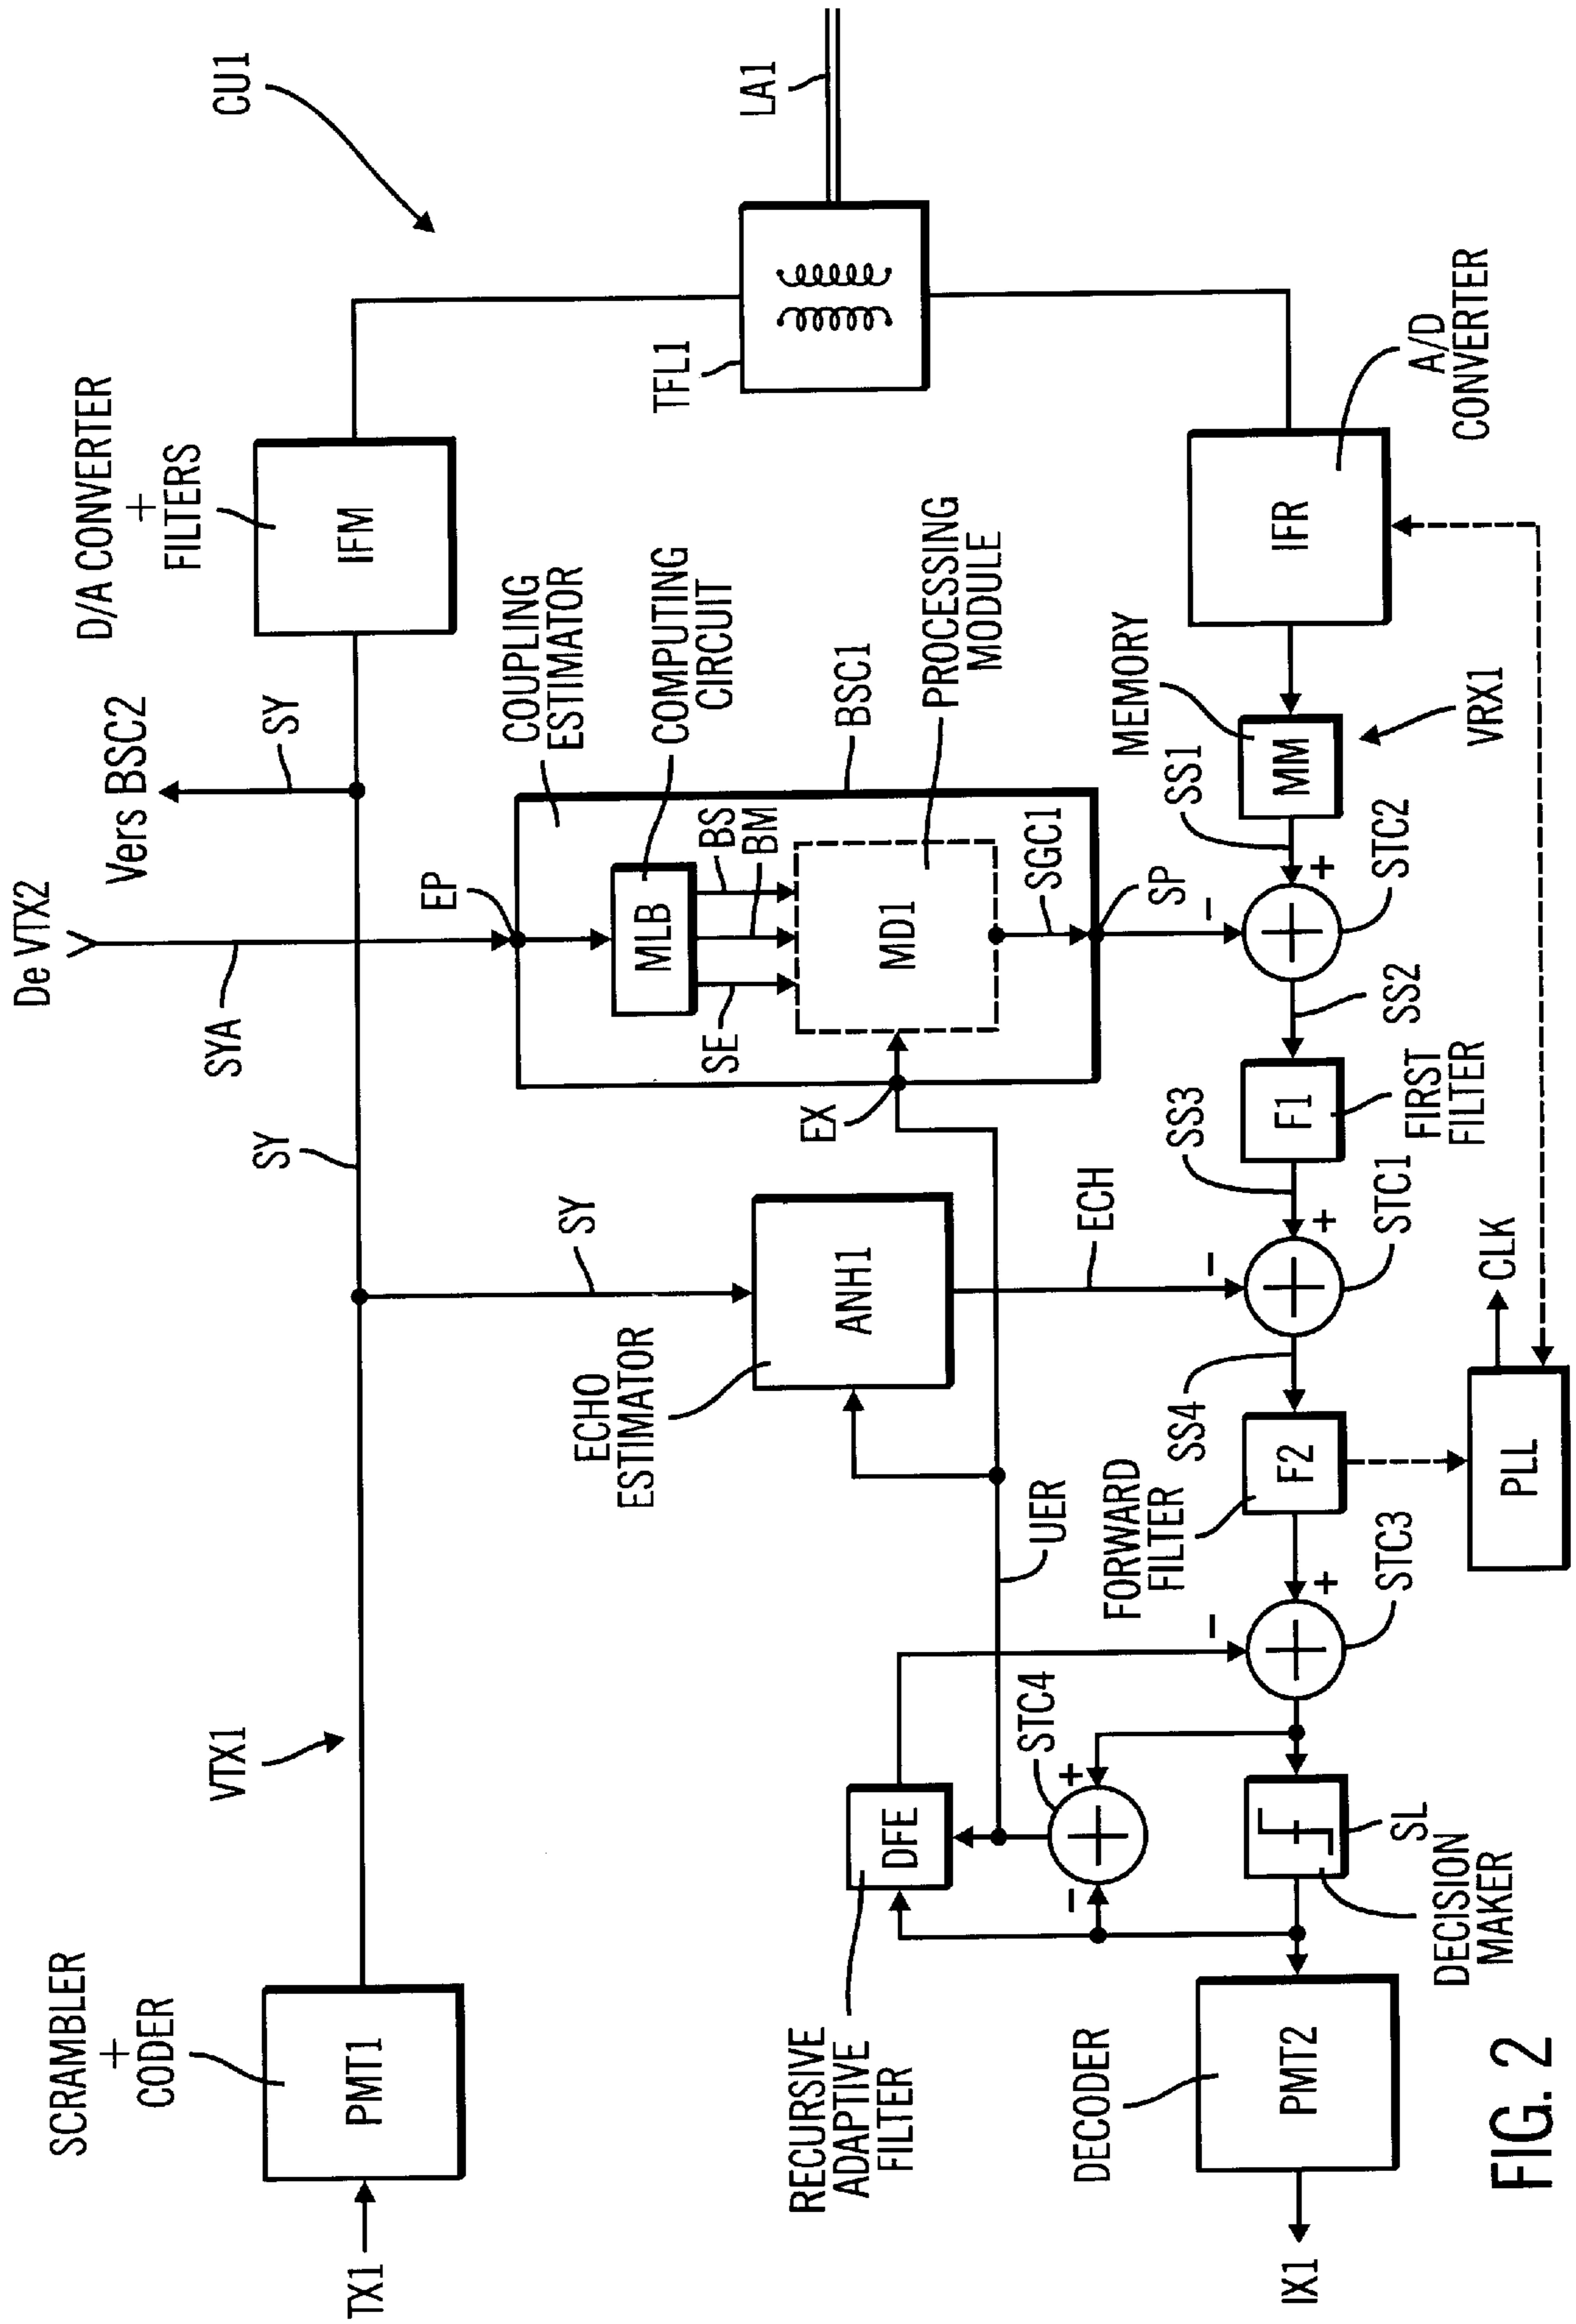 CU1
LA1
TFL1
D/A CONVERTER
+
FILTERS
IFM
A/D
CONVERTER
IFR
Vers BSC2
SY
De VTX2
SYA
EP
COUPLING
ESTIMATOR
COMPUTING
CIRCUIT
BSC1
PROCESSING
MODULE
MLB
BS
BM
SE
MD1
SGC1
SP
EX
MEMORY
MM
VRX1
SS1
+
-
STC2
SS2
F1
FIRST
FILTER
SS3
+
-
STC1
SY
SY
ANH1
ECHO
ESTIMATOR
ECH
SS4
F2
FORWARD
FILTER
CLK
PLL
UER
+
-
STC3
VTX1
STC4
+
-
DFE
RECURSIVE
ADAPTIVE
FILTER
SL
DECISION
MAKER
SCRAMBLER
+
CODER
PMT1
TX1
DECODER
PMT2
IX1
FIG. 2